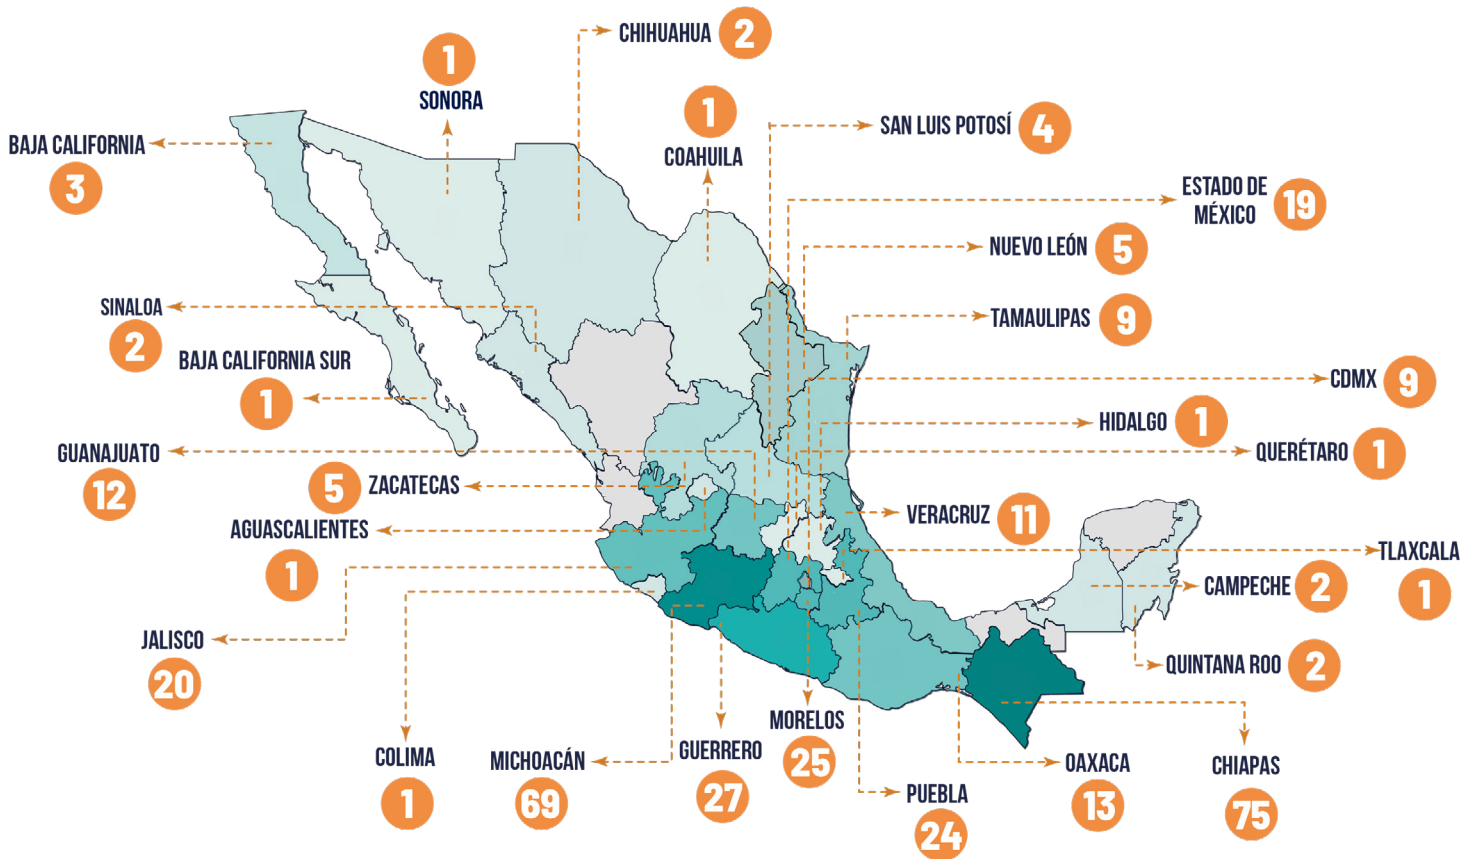 CHIHUAHUA 2
1
SONORA
1
COAHUILA
SAN LUIS POTOSÍ 4
BAJA CALIFORNIA
3
ESTADO DE
MÉXICO 19
NUEVO LEÓN 5
SINALOA
2
TAMAULIPAS 9
BAJA CALIFORNIA SUR
1
CDMX 9
HIDALGO 1
GUANAJUATO
12
QUERÉTARO 1
5 ZACATECAS
VERACRUZ 11
AGUASCALIENTES
1
TLAXCALA
1
CAMPECHE 2
JALISCO
20
QUINTANA ROO 2
MORELOS
25
COLIMA
1
MICHOACÁN
69
GUERRERO
27
PUEBLA
24
OAXACA
13
CHIAPAS
75